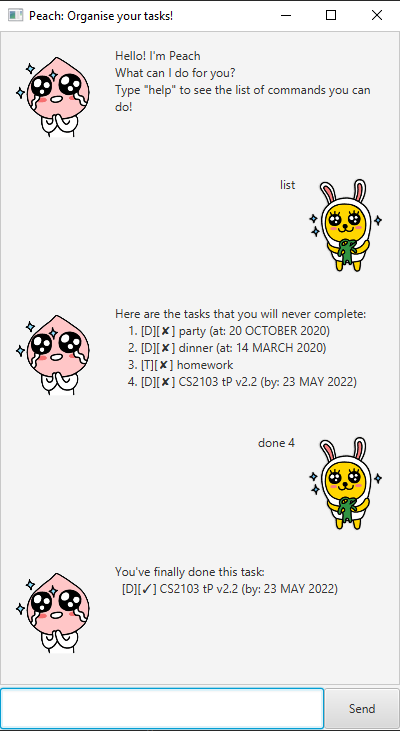 Peach: Organise your tasks!
Hello! I'm Peach
What can I do for you?
Type "help" to see the list of commands you can
do!
list
Here are the tasks that you will never complete:
1. [D][✘] party (at: 20 OCTOBER 2020)
2. [D][✘] dinner (at: 14 MARCH 2020)
3. [T][✘] homework
4. [D][✘] CS2103 tP v2.2 (by: 23 MAY 2022)
done 4
You've finally done this task:
[D][✓] CS2103 tP v2.2 (by: 23 MAY 2022)
Send